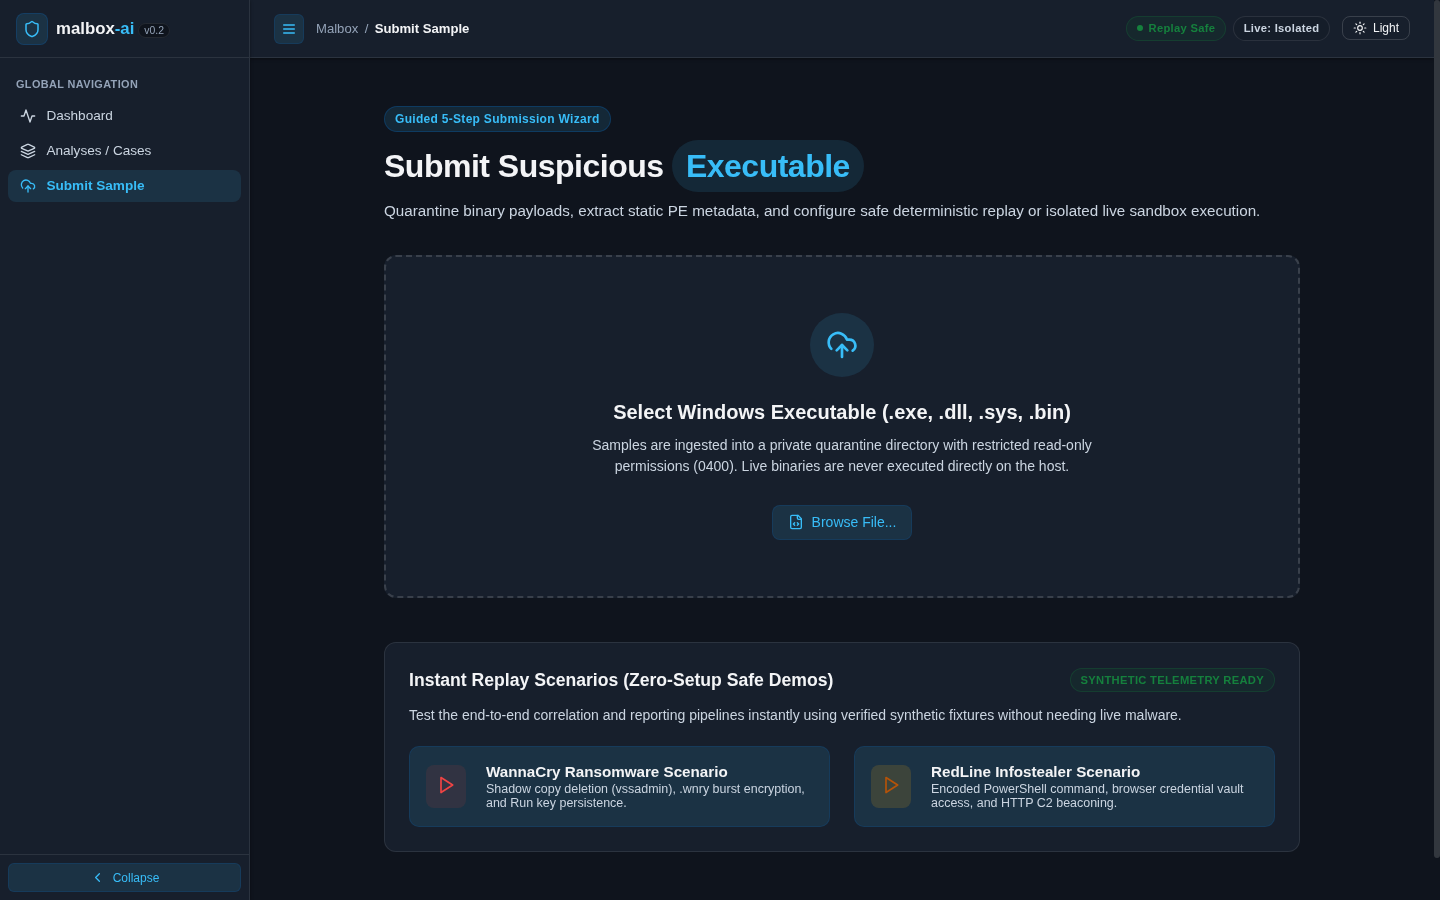 malbox-ai v0.2
Malbox / Submit Sample
Replay Safe
Live: Isolated
Light
GLOBAL NAVIGATION
Dashboard
Analyses / Cases
Submit Sample
Guided 5-Step Submission Wizard
Submit Suspicious Executable
Quarantine binary payloads, extract static PE metadata, and configure safe deterministic replay or isolated live sandbox execution.
Select Windows Executable (.exe, .dll, .sys, .bin)
Samples are ingested into a private quarantine directory with restricted read-only
permissions (0400). Live binaries are never executed directly on the host.
Browse File...
Instant Replay Scenarios (Zero-Setup Safe Demos)
SYNTHETIC TELEMETRY READY
Test the end-to-end correlation and reporting pipelines instantly using verified synthetic fixtures without needing live malware.
WannaCry Ransomware Scenario
Shadow copy deletion (vssadmin), .wnry burst encryption,
and Run key persistence.
RedLine Infostealer Scenario
Encoded PowerShell command, browser credential vault
access, and HTTP C2 beaconing.
Collapse